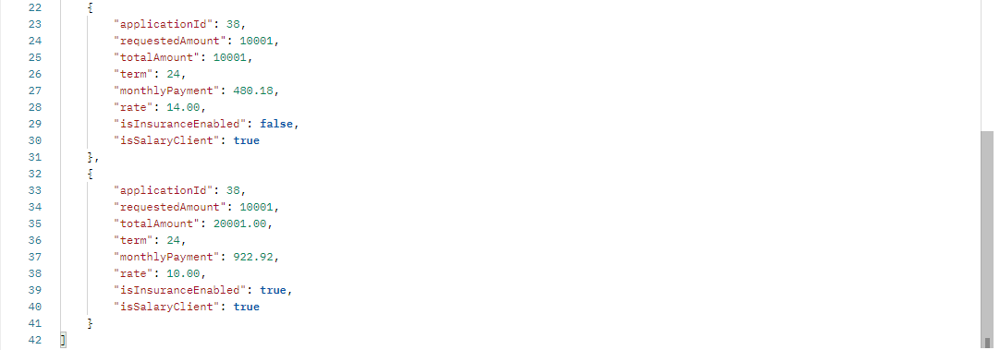 22 {
23 "applicationId": 38,
24 "requestedAmount": 10001,
25 "totalAmount": 10001,
26 "term": 24,
27 "monthlyPayment": 480.18,
28 "rate": 14.00,
29 "isInsuranceEnabled": false,
30 "isSalaryClient": true
31 },
32 {
33 "applicationId": 38,
34 "requestedAmount": 10001,
35 "totalAmount": 20001.00,
36 "term": 24,
37 "monthlyPayment": 922.92,
38 "rate": 10.00,
39 "isInsuranceEnabled": true,
40 "isSalaryClient": true
41 }
42 ]